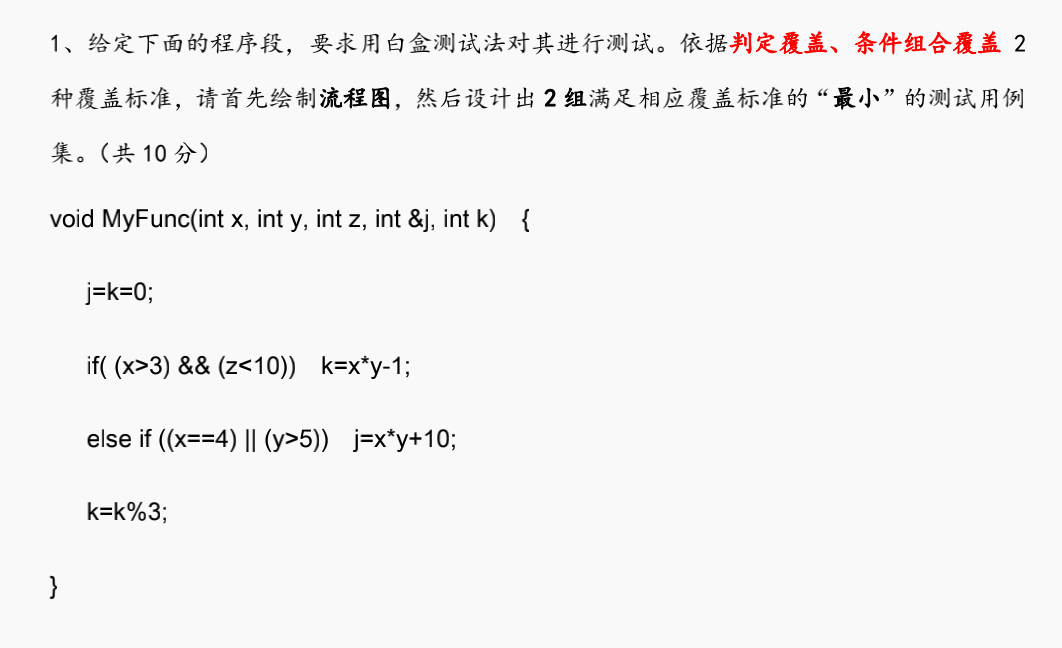 1、给定下面的程序段，要求用白盒测试法对其进行测试。依据判定覆盖、条件组合覆盖 2
种覆盖标准，请首先绘制流程图，然后设计出 2 组满足相应覆盖标准的“最小”的测试用例
集。（共 10 分）
void MyFunc(int x, int y, int z, int &j, int k) {
j=k=0;
if( (x>3) && (z<10)) k=x*y-1;
else if ((x==4) || (y>5)) j=x*y+10;
k=k%3;
}